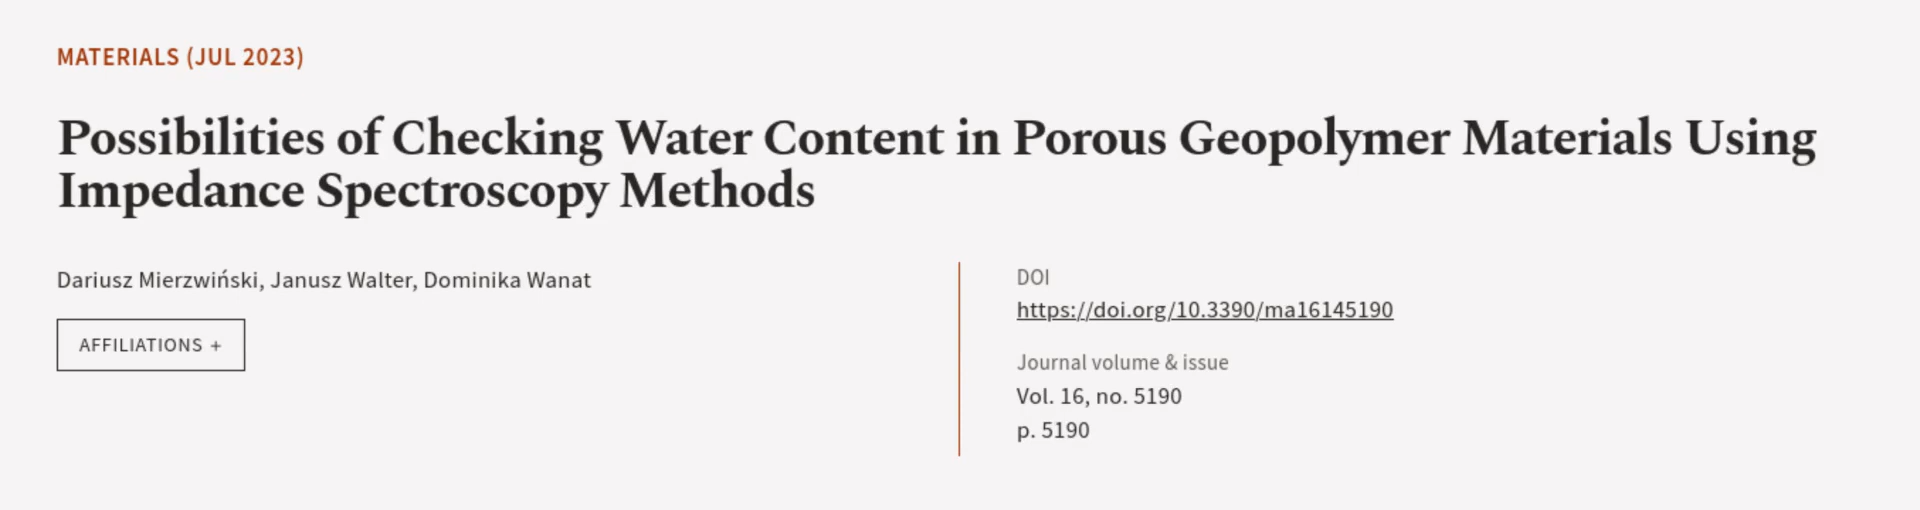 MATERIALS (JUL 2023)
Possibilities of Checking Water Content in Porous Geopolymer Materials Using
Impedance Spectroscopy Methods
Dariusz Mierzwiński, Janusz Walter, Dominika Wanat
AFFILIATIONS +
DOI
https://doi.org/10.3390/ma16145190
Journal volume & issue
Vol. 16, no. 5190
p. 5190